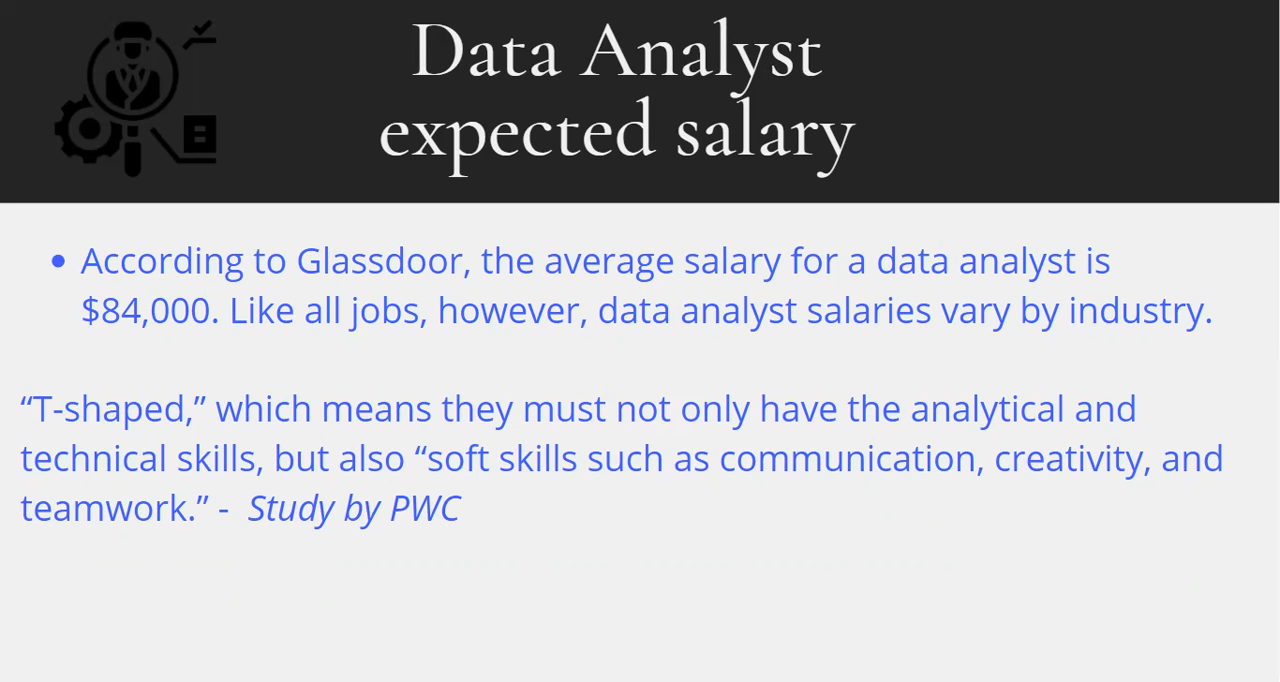 Data Analyst
expected salary
• According to Glassdoor, the average salary for a data analyst is
$84,000. Like all jobs, however, data analyst salaries vary by industry.
“T-shaped,” which means they must not only have the analytical and
technical skills, but also “soft skills such as communication, creativity, and
teamwork.” - Study by PWC